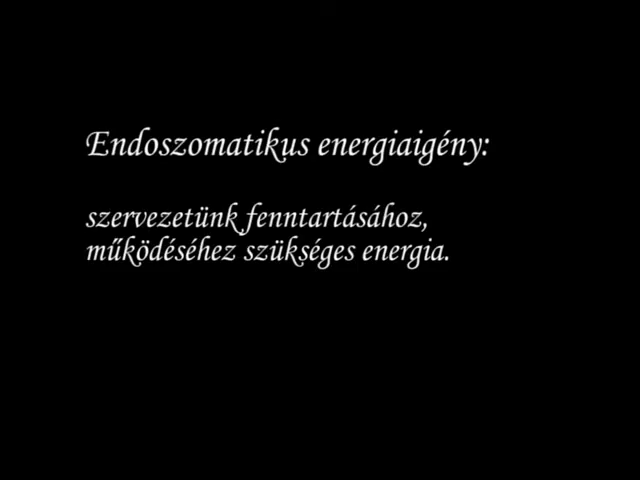 Endoszomatikus energiaigény:
szervezetünk fenntartásához,
működéséhez szükséges energia.